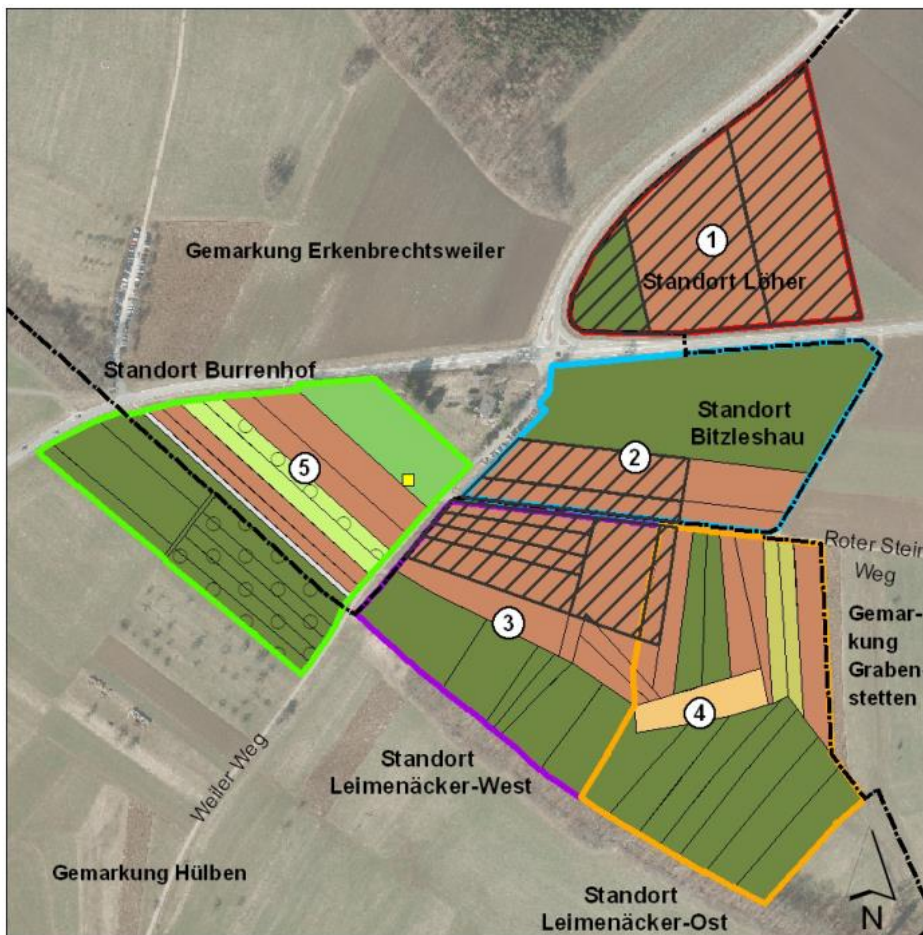 1
Gemarkung Erkenbrechtsweiler
Standort Löher
Standort Burrenhof
Standort
Bitzleshau
2
5
Roter Stein
Weg
Gemar-
kung
Graben
stetten
3
4
Standort
Leimenäcker-West
Weiler Weg
Gemarkung Hülben
Standort
Leimenäcker-Ost
N